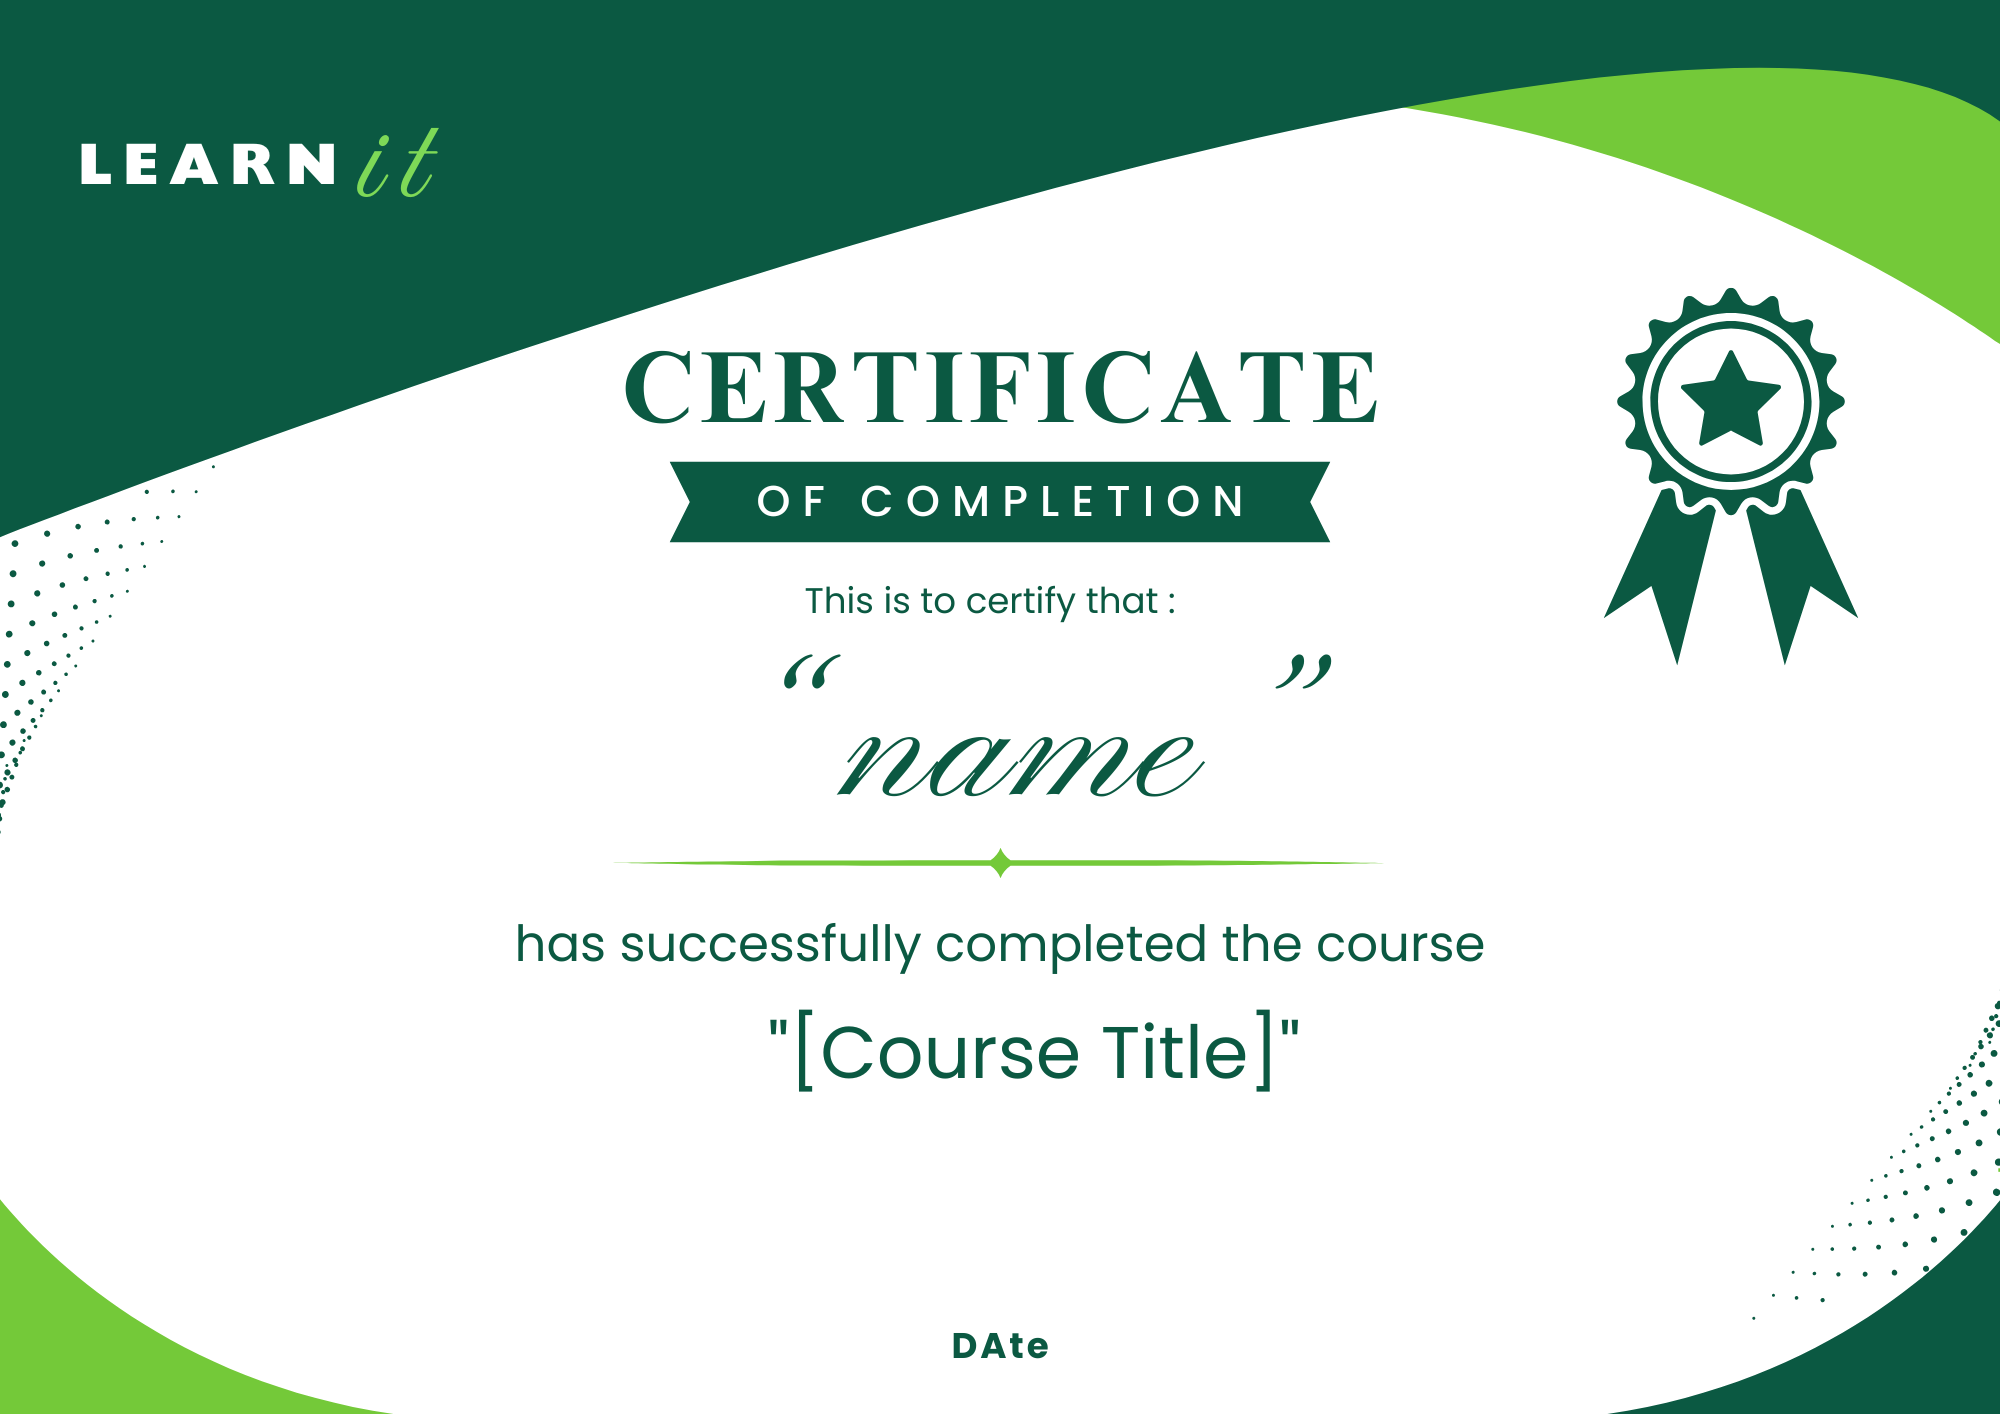 LEARN it
CERTIFICATE
OF COMPLETION
This is to certify that :
“ ”
name
has successfully completed the course
"[Course Title]"
DAte